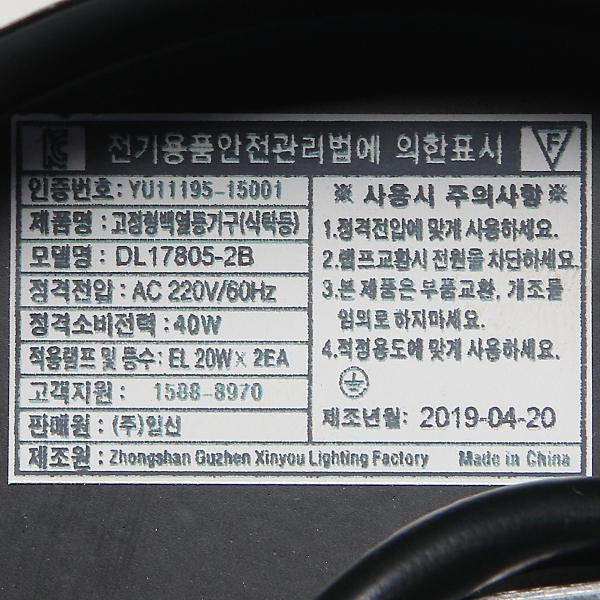 전기용품안전관리법에 의한표시
F
인증번호: YU11195-15001
제품명: 고정형백열등기구(식탁등)
모델명: DL17805-2B
정격전압: AC 220V/60Hz
정격소비전력: 40W
적용램프 및 등수: EL 20W x 2EA
고객지원: 1588-8970
판매원: (주)임신
제조원: Zhongshan Guzhen Xinyou Lighting Factory Made in China
※ 사용시 주의사항 ※
1.정격전압에 맞게 사용하세요.
2.램프교환시 전원을 차단하세요.
3.본 제품은 부품교환, 개조를
임의로 하지마세요.
4.적정용도에 맞게 사용하세요.
제조년월: 2019-04-20